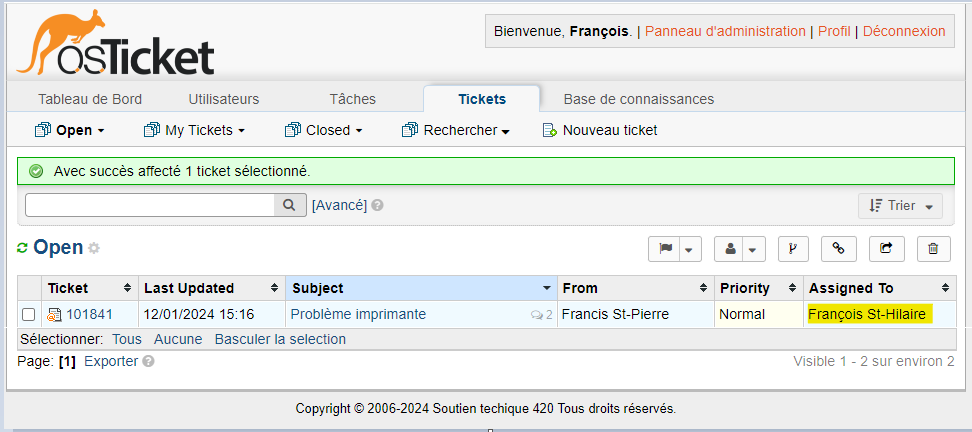 osTicket
Bienvenue, François. | Panneau d'administration | Profil | Déconnexion
Tableau de Bord Utilisateurs Tâches Tickets Base de connaissances
Open My Tickets Closed Rechercher Nouveau ticket
Avec succès affecté 1 ticket sélectionné.
[Avancé] Trier
Open
Ticket Last Updated Subject From Priority Assigned To
101841 12/01/2024 15:16 Problème imprimante 2 Francis St-Pierre Normal François St-Hilaire
Sélectionner: Tous Aucune Basculer la selection
Page: [1] Exporter Visible 1 - 2 sur environ 2
Copyright © 2006-2024 Soutien techique 420 Tous droits réservés.